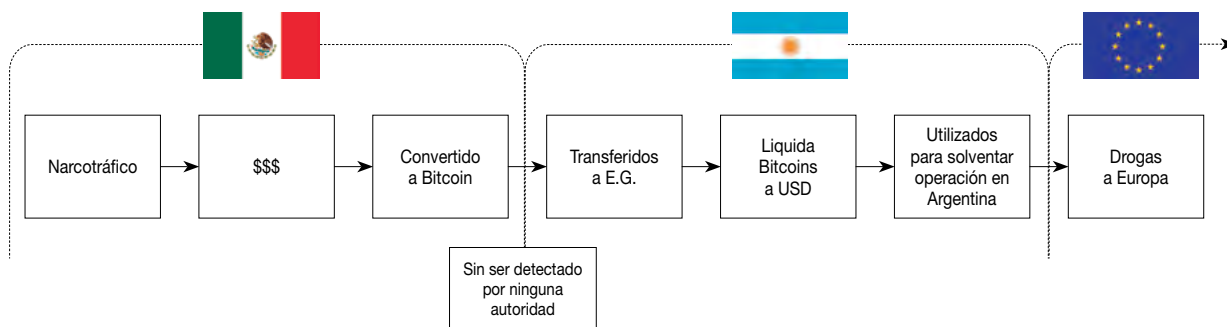 Narcotráfico
$$$
Convertido
a Bitcoin
Transferidos
a E.G.
Liquida
Bitcoins
a USD
Utilizados
para solventar
operación en
Argentina
Drogas
a Europa
Sin ser detectado
por ninguna
autoridad